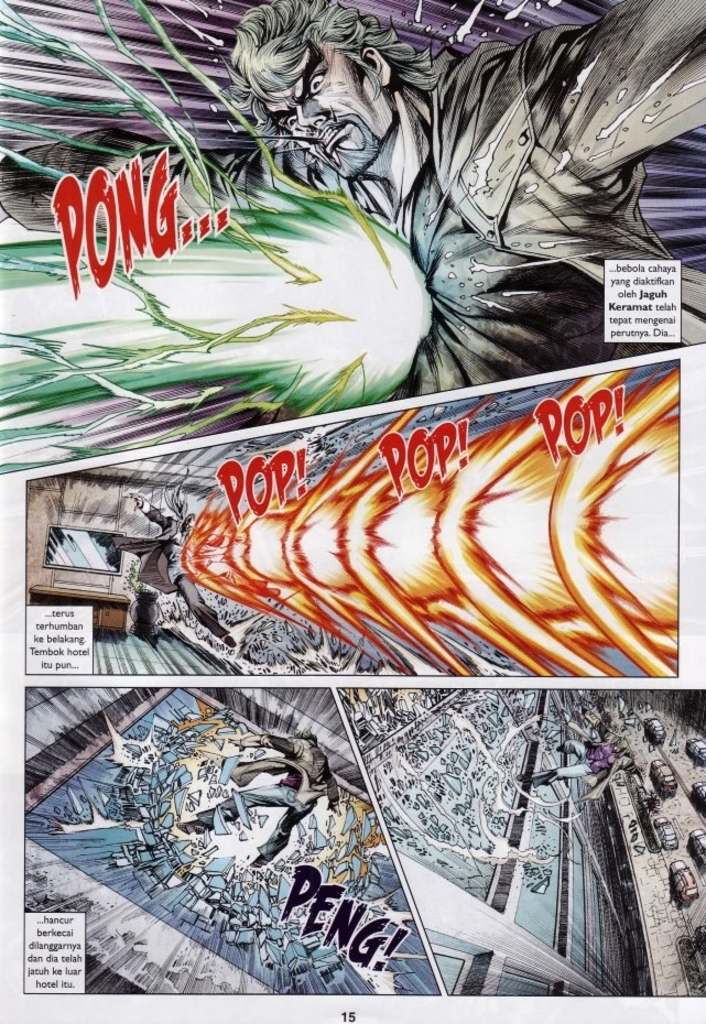 PONG...
...bebola cahaya
yang diaktifkan
oleh Jaguh
Keramat telah
tepat mengenai
perutnya. Dia...
POP!
POP!
POP!
...terus
terhumban
ke belakang.
Tembok hotel
itu pun...
PENG!
...hancur
berkecai
dilanggarnya
dan dia telah
jatuh ke luar
hotel itu.
15